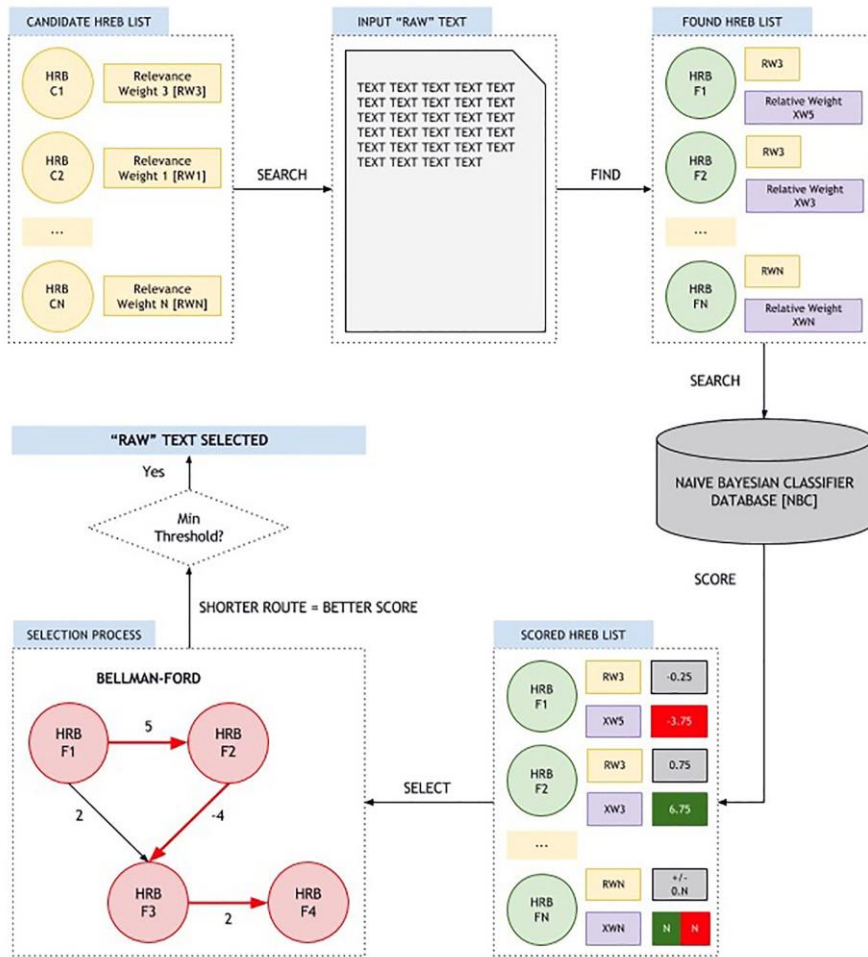 CANDIDATE HREB LIST
HRB
C1
Relevance
Weight 3 [RW3]
HRB
C2
Relevance
Weight 1 [RW1]
...
HRB
CN
Relevance
Weight N [RWN]
SEARCH
INPUT “RAW” TEXT
TEXT TEXT TEXT TEXT TEXT
TEXT TEXT TEXT TEXT TEXT
TEXT TEXT TEXT TEXT TEXT
TEXT TEXT TEXT TEXT TEXT
TEXT TEXT TEXT TEXT TEXT
TEXT TEXT TEXT TEXT
FIND
FOUND HREB LIST
HRB
F1
RW3
Relative Weight
XW5
HRB
F2
RW3
Relative Weight
XW3
...
HRB
FN
RWN
Relative Weight
XWN
SEARCH
NAIVE BAYESIAN CLASSIFIER
DATABASE [NBC]
SCORE
SCORED HREB LIST
HRB
F1
RW3
-0.25
XW5
-3.75
HRB
F2
RW3
0.75
XW3
6.75
...
HRB
FN
RWN
+/-
0.N
XWN
N
N
SELECT
SELECTION PROCESS
BELLMAN-FORD
HRB
F1
5
HRB
F2
2
-4
HRB
F3
2
HRB
F4
SHORTER ROUTE = BETTER SCORE
Min
Threshold?
Yes
“RAW” TEXT SELECTED